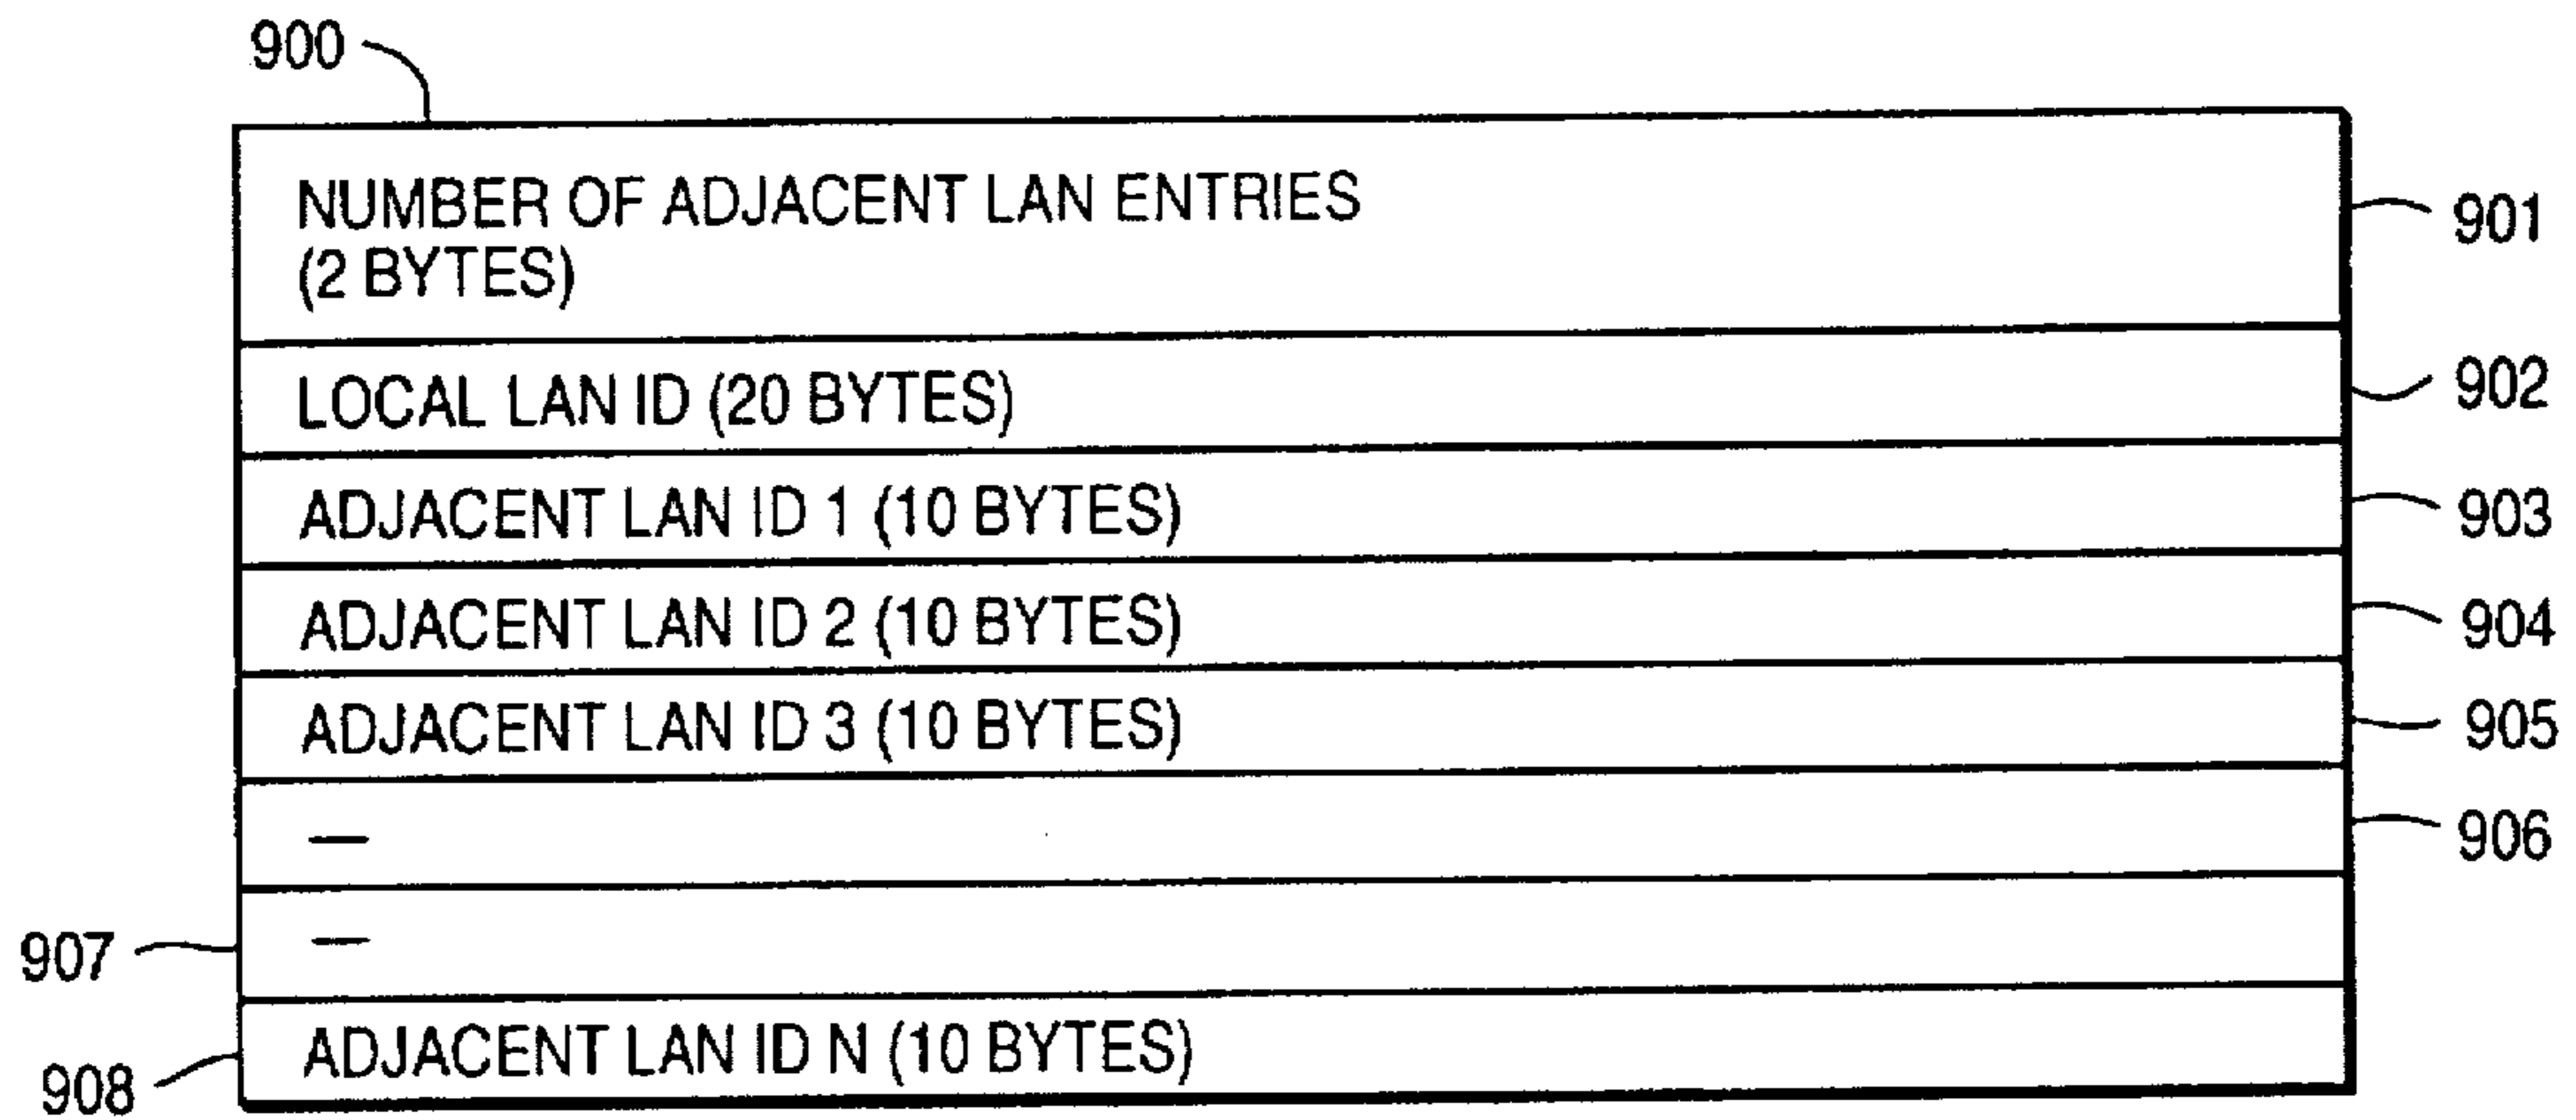 900
NUMBER OF ADJACENT LAN ENTRIES
(2 BYTES)
901
LOCAL LAN ID (20 BYTES)
902
ADJACENT LAN ID 1 (10 BYTES)
903
ADJACENT LAN ID 2 (10 BYTES)
904
ADJACENT LAN ID 3 (10 BYTES)
905
—
906
—
907
ADJACENT LAN ID N (10 BYTES)
908